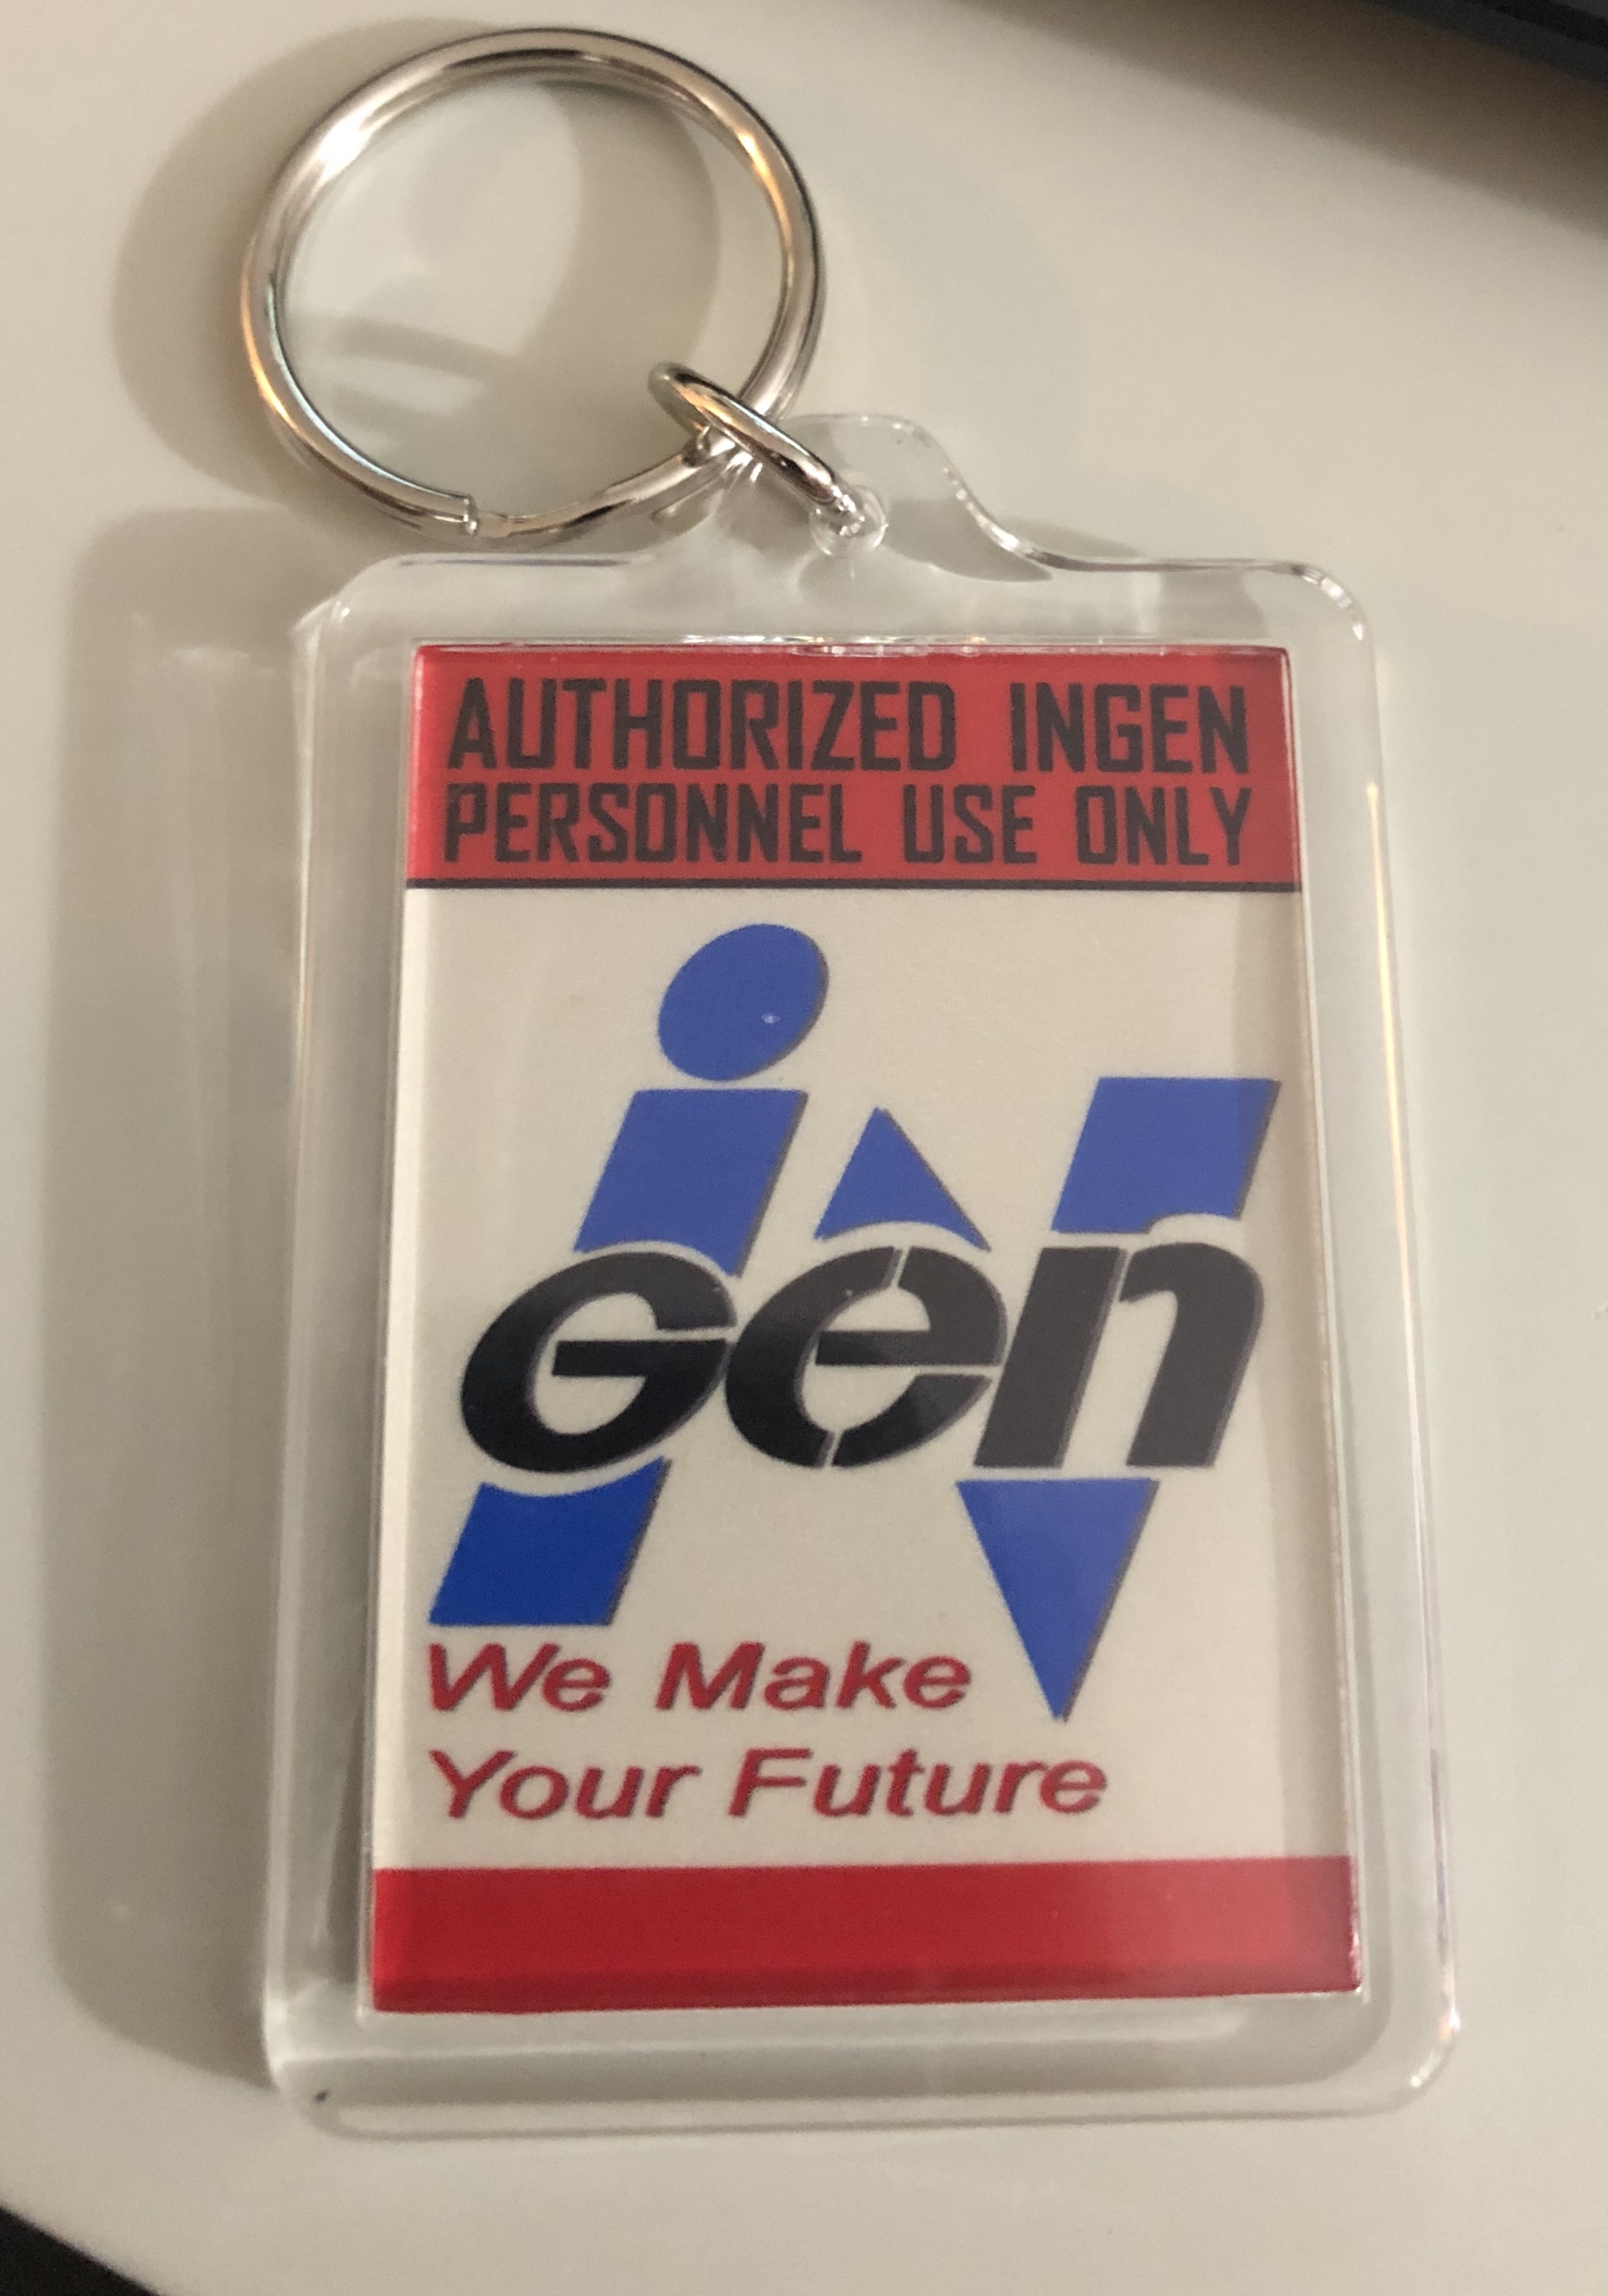 AUTHORIZED INGEN
PERSONNEL USE ONLY
iN
Gen
We Make
Your Future